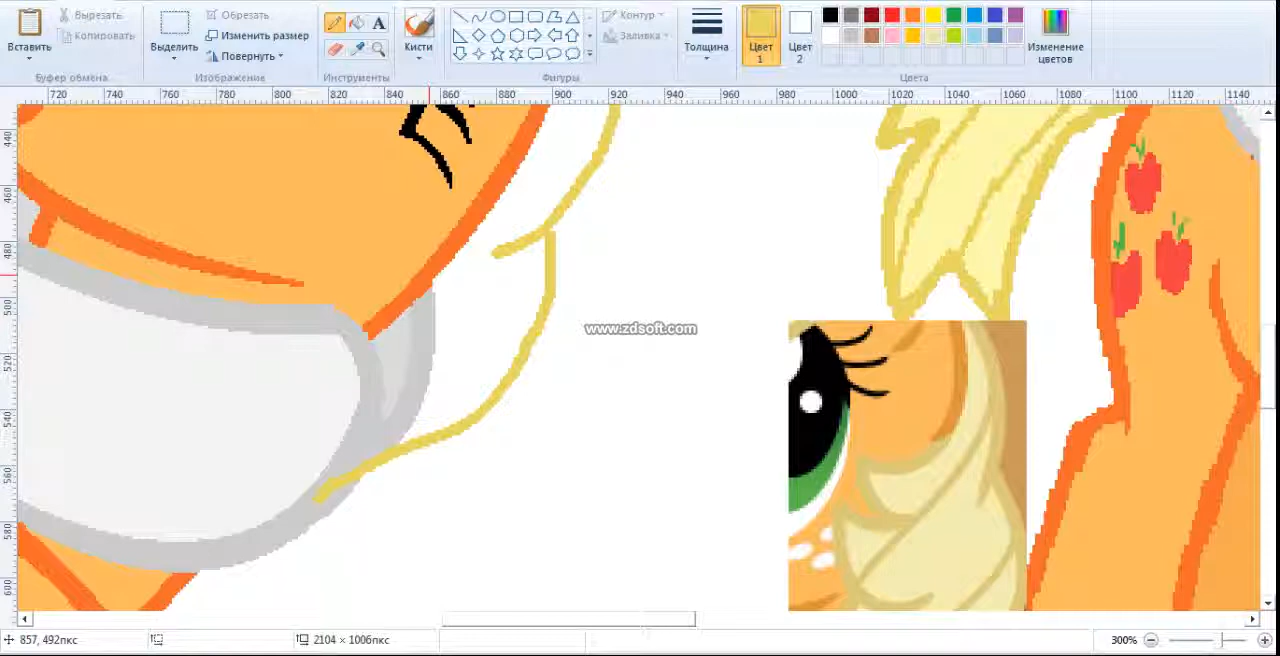 Вставить
Вырезать
Копировать
Буфер обмена
Выделить
Обрезать
Изменить размер
Повернуть
Изображение
A
Инструменты
Кисти
Контур
Заливка
Фигуры
Толщина
Цвет 1
Цвет 2
Изменение цветов
Цвета
720 740 760 780 800 820 840 860 880 900 920 940 960 980 1000 1020 1040 1060 1080 1100 1120 1140
440
460
480
500
520
540
560
580
600
www.zdsoft.com
857, 492пкс
2104 × 1006пкс
300%